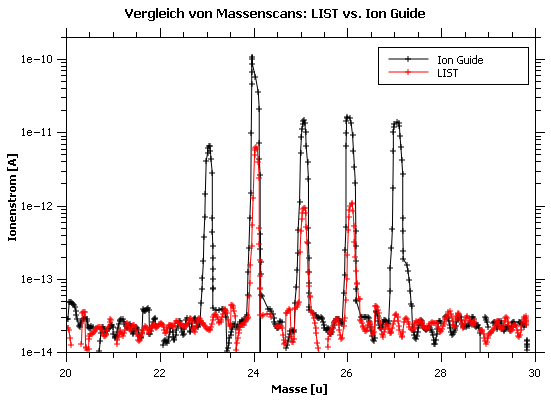 Vergleich von Massenscans: LIST vs. Ion Guide
Ion Guide
LIST
Ionenstrom [A]
1e-10
1e-11
1e-12
1e-13
1e-14
20 22 24 26 28 30
Masse [u]